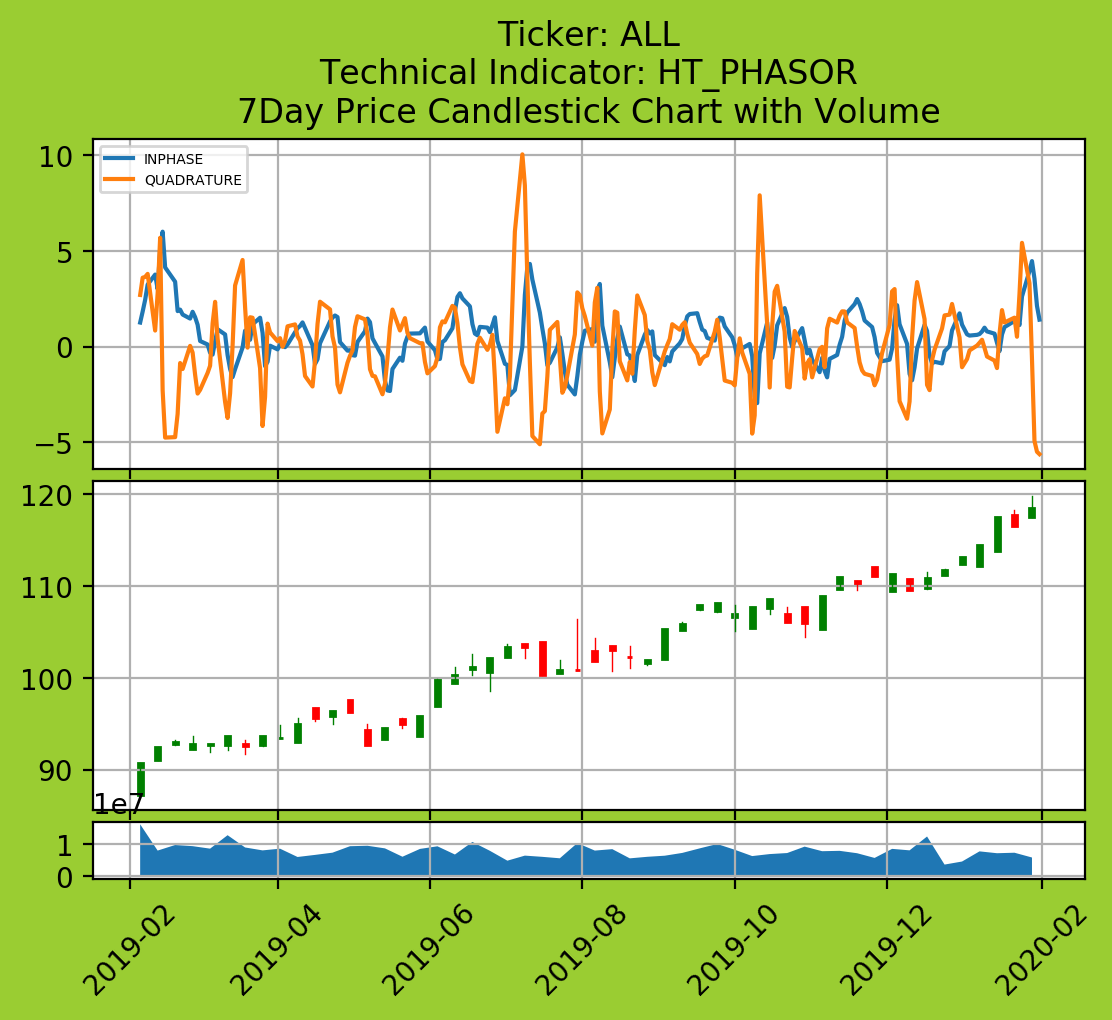 Ticker: ALL
Technical Indicator: HT_PHASOR
7Day Price Candlestick Chart with Volume
INPHASE
QUADRATURE
10
5
0
−5
120
110
100
90
1e7
1
0
2019-02
2019-04
2019-06
2019-08
2019-10
2019-12
2020-02